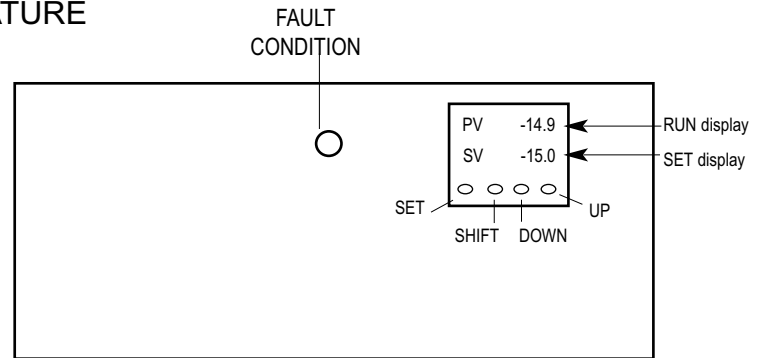 ATURE
FAULT
CONDITION
PV -14.9
RUN display
SV -15.0
SET display
SET
UP
SHIFT DOWN